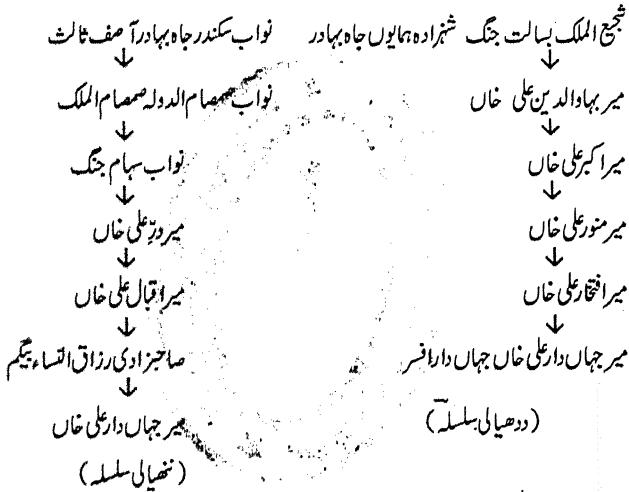 شجیع الملک بسالت جنگ شہزادہ ہمایوں جاہ بہادر
↓
میر بہاؤالدین علی خاں
↓
میر اکبر علی خاں
↓
میر منور علی خاں
↓
میر افتخار علی خاں
↓
میر جہاں دار علی خاں جہاں دار افسر
(ددھیالی سلسلہ)
نواب سکندر جاہ بہادر آصف ثالث
↓
نواب صمصام الدولہ صمصام الملک
↓
نواب سہام جنگ
↓
میر درّ علی خاں
↓
میر اقبال علی خاں
↓
صاحبزادی رزاق النساء بیگم
↓
میر جہاں دار علی خاں
(ننھیالی سلسلہ)